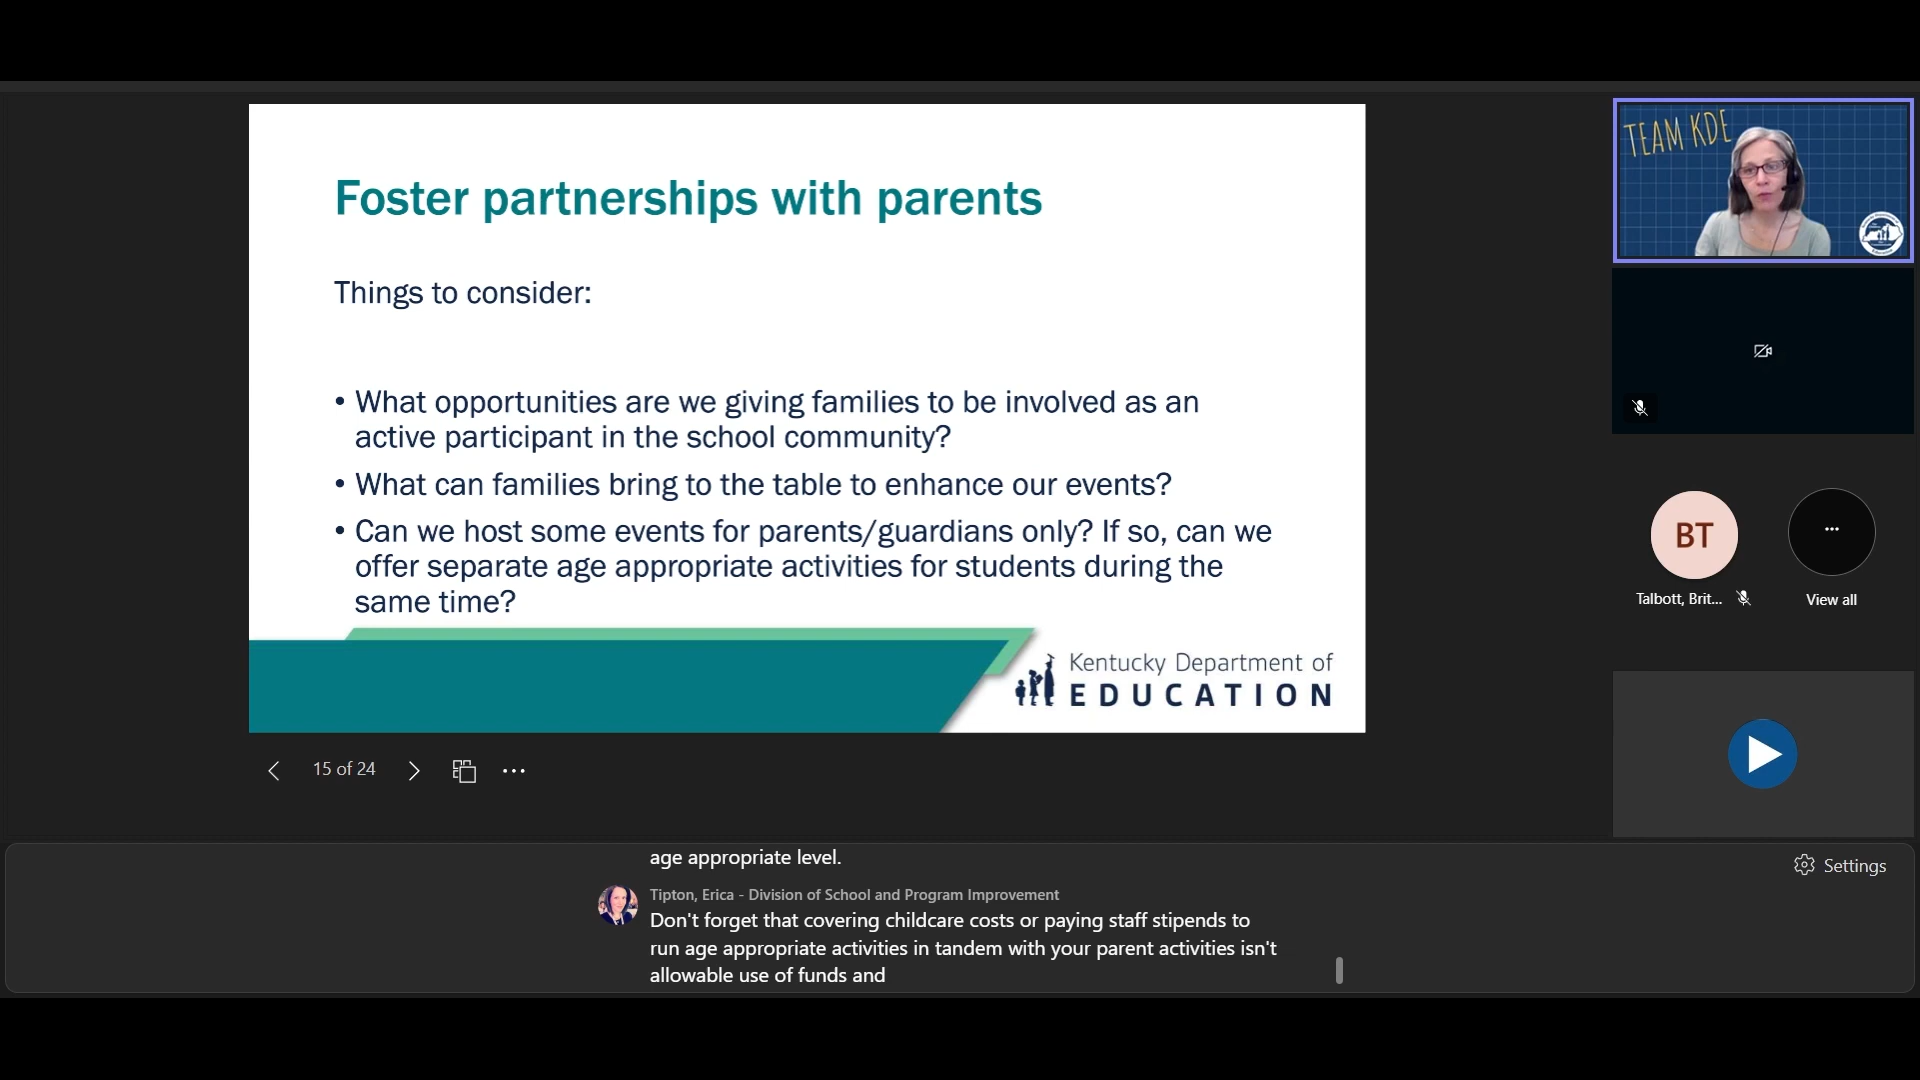 Foster partnerships with parents
Things to consider:
• What opportunities are we giving families to be involved as an
active participant in the school community?
• What can families bring to the table to enhance our events?
• Can we host some events for parents/guardians only? If so, can we
offer separate age appropriate activities for students during the
same time?
Kentucky Department of
EDUCATION
15 of 24
TEAM KDE
BT
Talbott, Brit...
View all
age appropriate level.
Settings
Tipton, Erica - Division of School and Program Improvement
Don't forget that covering childcare costs or paying staff stipends to
run age appropriate activities in tandem with your parent activities isn't
allowable use of funds and